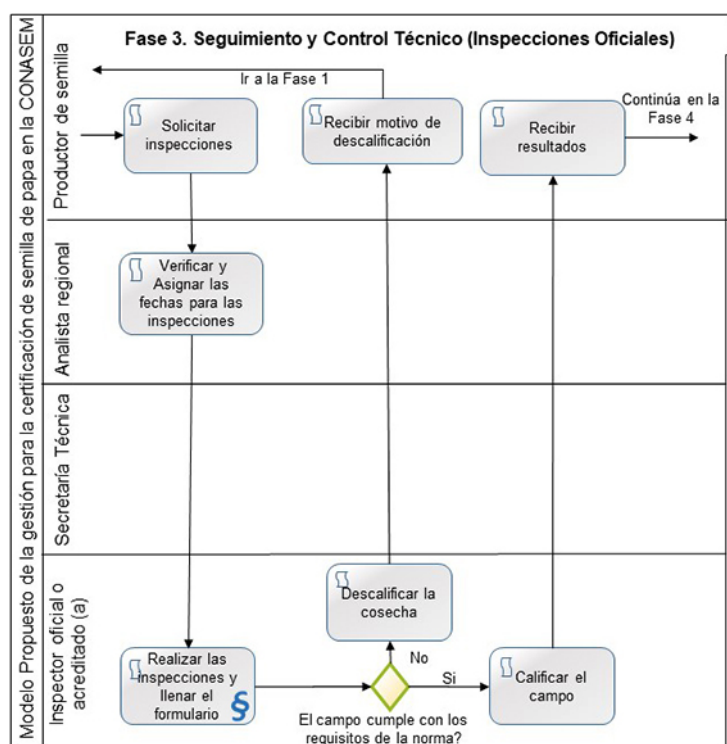 Modelo Propuesto de la gestión para la certificación de semilla de papa en la CONASEM
Fase 3. Seguimiento y Control Técnico (Inspecciones Oficiales)
Productor de semilla
Ir a la Fase 1
Solicitar
inspecciones
Recibir motivo de
descalificación
Recibir
resultados
Continúa en la
Fase 4
Analista regional
Verificar y
Asignar las
fechas para las
inspecciones
Secretaría Técnica
Inspector oficial o
acreditado (a)
Realizar las
inspecciones y
llenar el
formulario
§
Descalificar la
cosecha
No
Si
El campo cumple con los
requisitos de la norma?
Calificar el
campo